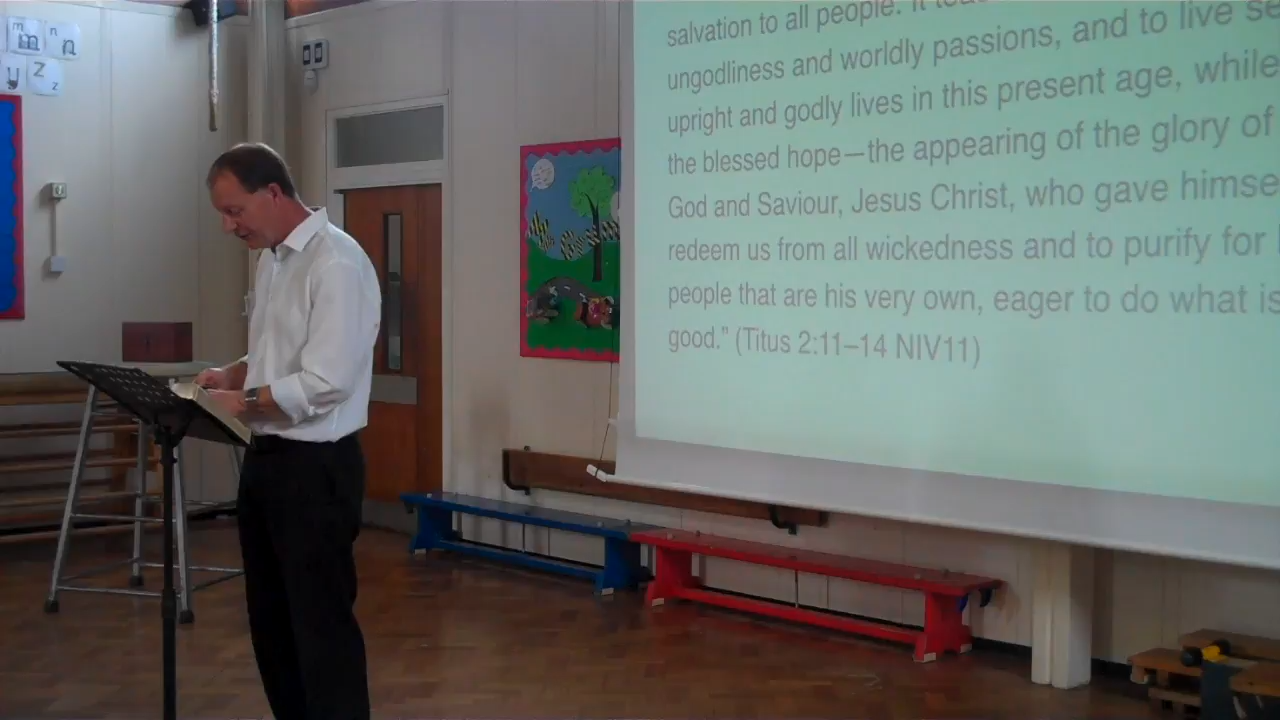 m m n n
y z z
salvation to all people. It
ungodliness and worldly passions, and to live
upright and godly lives in this present age, while
the blessed hope—the appearing of the glory of
God and Saviour, Jesus Christ, who gave
redeem us from all wickedness and to purify for
people that are his very own, eager to do what is
good.” (Titus 2:11–14 NIV11)